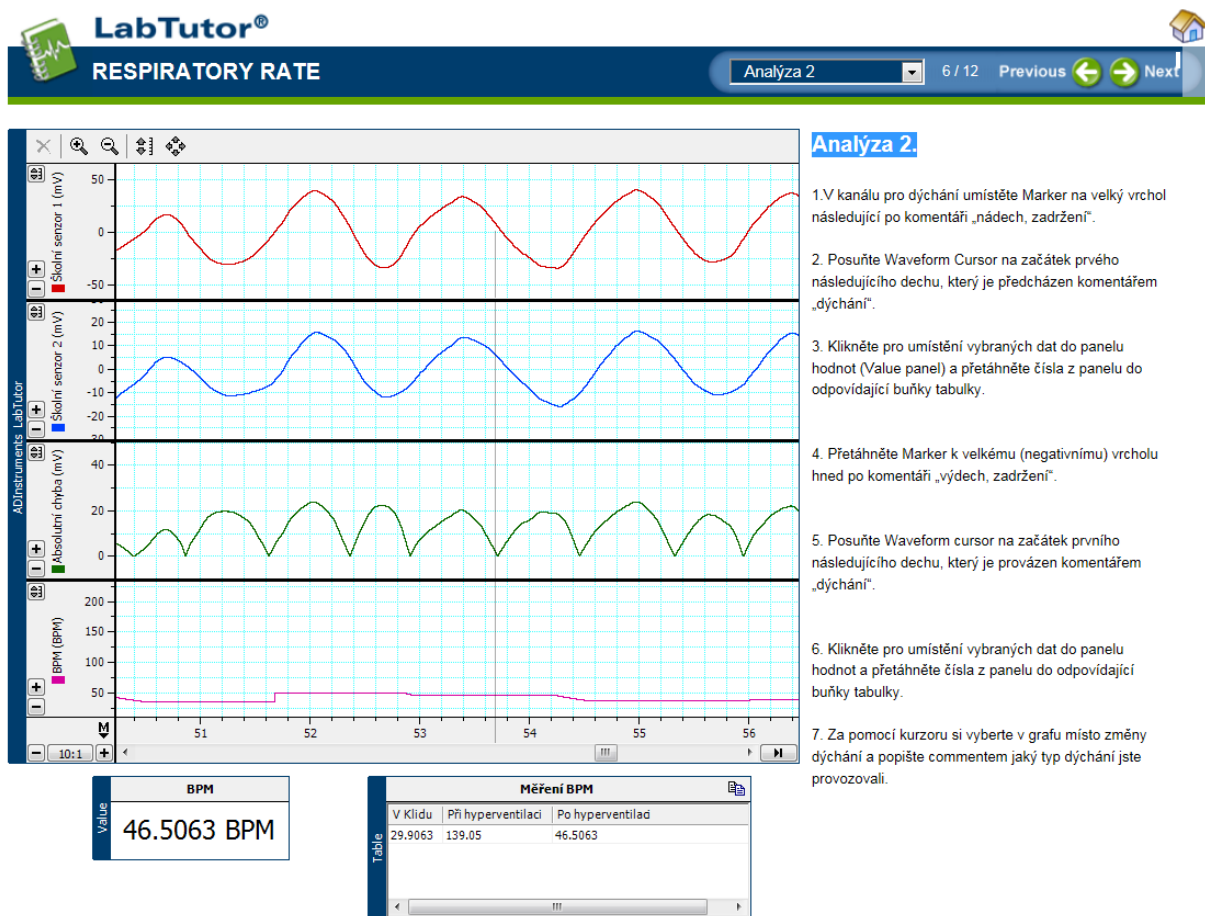 LabTutor®
RESPIRATORY RATE
Analýza 2
6 / 12
Previous
Next
ADInstruments LabTutor
Školní senzor 1 (mV)
50
0
-50
Školní senzor 2 (mV)
20
10
0
-10
-20
Absolutní chyba (mV)
40
20
0
BPM (BPM)
200
150
100
50
M
51
52
53
54
55
56
10:1
Value
BPM
46.5063 BPM
Table
Měření BPM
V Klidu
Při hyperventilaci
Po hyperventilaci
29.9063
139.05
46.5063
Analýza 2.
1.V kanálu pro dýchání umístěte Marker na velký vrchol
následující po komentáři „nádech, zadržení“.
2. Posuňte Waveform Cursor na začátek prvého
následujícího dechu, který je předcházen komentářem
„dýchání“.
3. Klikněte pro umístění vybraných dat do panelu
hodnot (Value panel) a přetáhněte čísla z panelu do
odpovídající buňky tabulky.
4. Přetáhněte Marker k velkému (negativnímu) vrcholu
hned po komentáři „výdech, zadržení“.
5. Posuňte Waveform cursor na začátek prvního
následujícího dechu, který je provázen komentářem
„dýchání“.
6. Klikněte pro umístění vybraných dat do panelu
hodnot a přetáhněte čísla z panelu do odpovídající
buňky tabulky.
7. Za pomocí kurzoru si vyberte v grafu místo změny
dýchání a popište commentem jaký typ dýchání jste
provozovali.